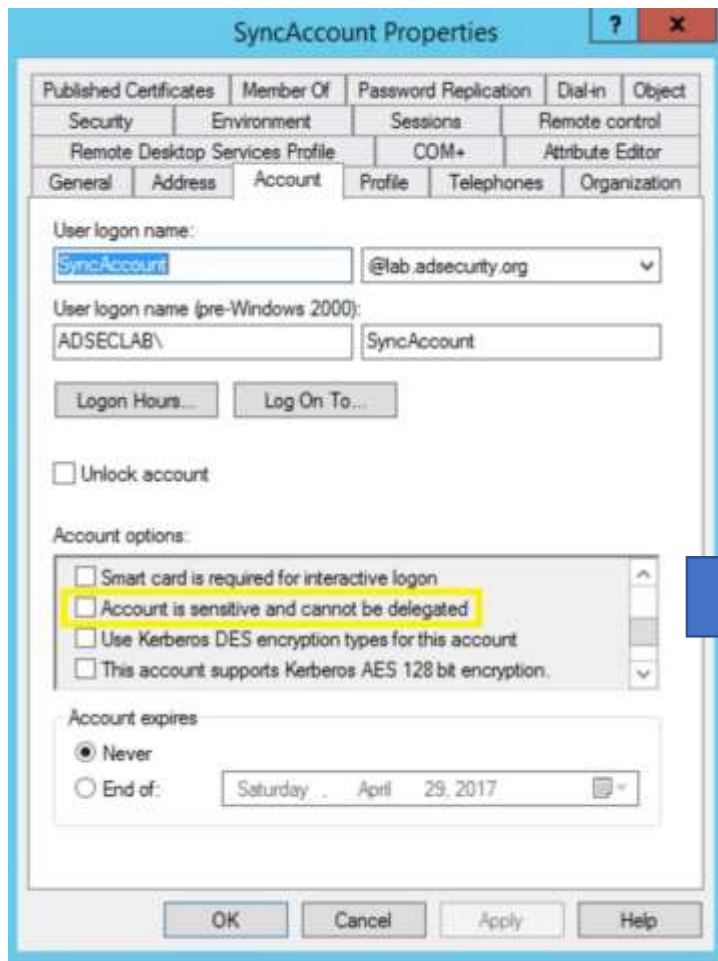 SyncAccount Properties
?
x
Published Certificates Member Of Password Replication Dial-in Object
Security Environment Sessions Remote control
Remote Desktop Services Profile COM+ Attribute Editor
General Address Account Profile Telephones Organization
User logon name:
SyncAccount @lab.adsecurity.org
User logon name (pre-Windows 2000):
ADSECLAB\ SyncAccount
Logon Hours... Log On To...
Unlock account
Account options:
Smart card is required for interactive logon
Account is sensitive and cannot be delegated
Use Kerberos DES encryption types for this account
This account supports Kerberos AES 128 bit encryption.
Account expires
Never
End of: Saturday , April 29, 2017
OK Cancel Apply Help